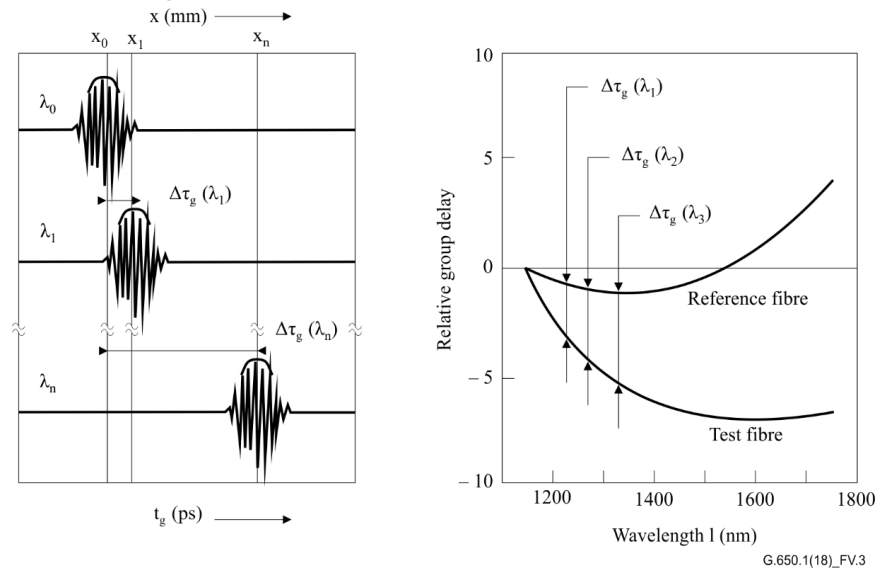 x (mm)
x0 x1 xn
λ0
Δτg (λ1)
λ1
Δτg (λn)
λn
tg (ps)
10
5
0
– 5
– 10
Relative group delay
Δτg (λ1)
Δτg (λ2)
Δτg (λ3)
Reference fibre
Test fibre
1200 1400 1600 1800
Wavelength l (nm)
G.650.1(18)_FV.3